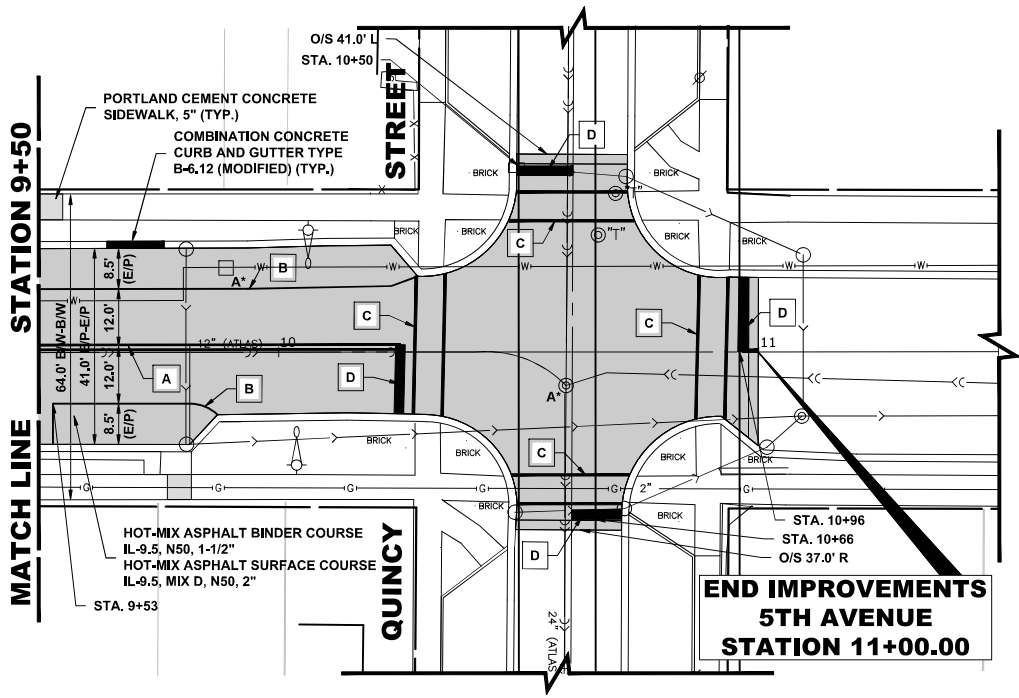 O/S 41.0' L
STA. 10+50
PORTLAND CEMENT CONCRETE
SIDEWALK, 5" (TYP.)
COMBINATION CONCRETE
CURB AND GUTTER TYPE
B-6.12 (MODIFIED) (TYP.)
STREET
QUINCY
MATCH LINE STATION 9+50
D
BRICK
BRICK
"T"
"T"
BRICK
BRICK
BRICK
BRICK
C
8.5'
(E/P)
12.0'
12.0'
8.5'
(E/P)
64.0' B/W-B/W
41.0' E/P-E/P
A*
B
W
W
W
W
W
W
W
C
C
D
12" (ATLAS)
10
11
A
B
D
A*
C
BRICK
BRICK
BRICK
BRICK
BRICK
BRICK
G
G
G
G
G
G
G
G
2"
D
24" (ATLAS
HOT-MIX ASPHALT BINDER COURSE
IL-9.5, N50, 1-1/2"
HOT-MIX ASPHALT SURFACE COURSE
IL-9.5, MIX D, N50, 2"
STA. 9+53
STA. 10+96
STA. 10+66
O/S 37.0' R
END IMPROVEMENTS
5TH AVENUE
STATION 11+00.00